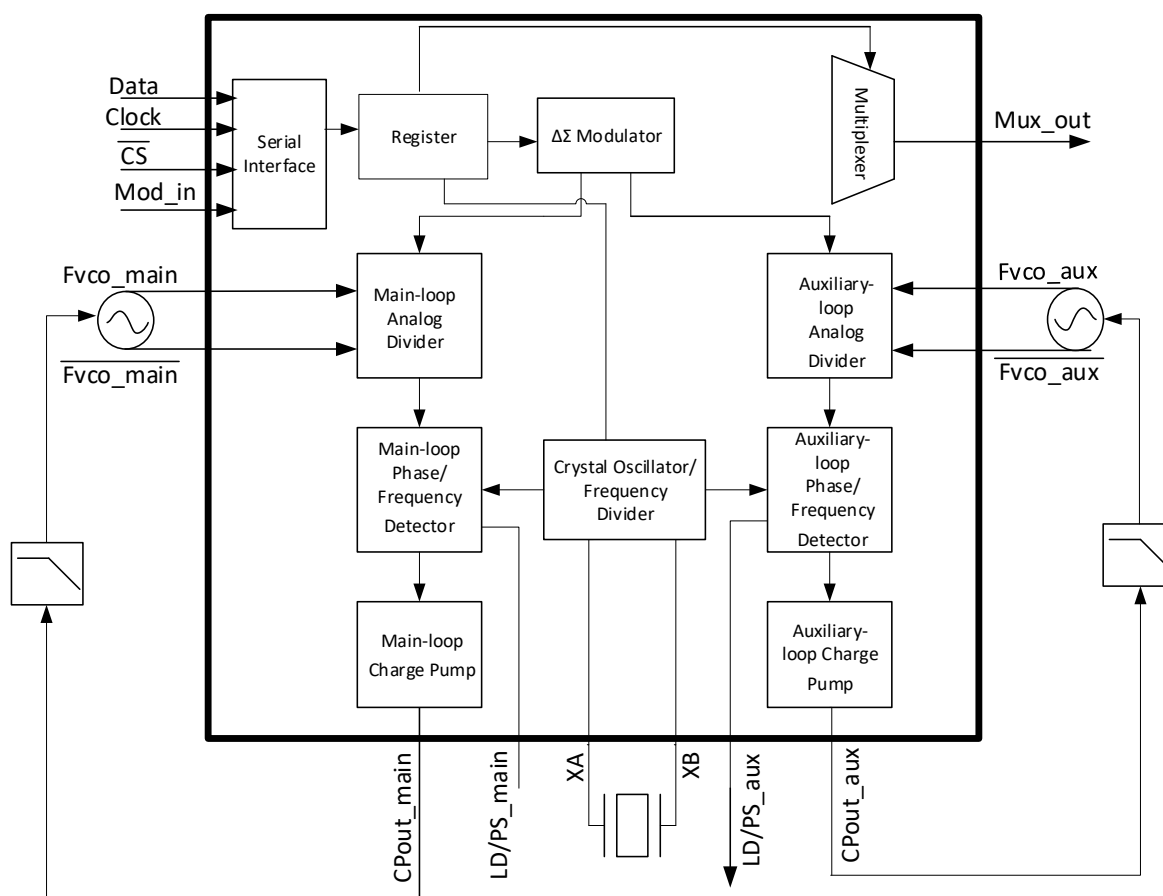 Data
Clock
CS
Mod_in
Serial
Interface
Register
ΔΣ Modulator
Multiplexer
Mux_out
Fvco_main
Fvco_main
Main-loop
Analog
Divider
Auxiliary-
loop
Analog
Divider
Fvco_aux
Fvco_aux
Main-loop
Phase/
Frequency
Detector
Crystal Oscillator/
Frequency
Divider
Auxiliary-
loop
Phase/
Frequency
Detector
Main-loop
Charge Pump
Auxiliary-
loop Charge
Pump
CPout_main
LD/PS_main
XA
XB
LD/PS_aux
CPout_aux